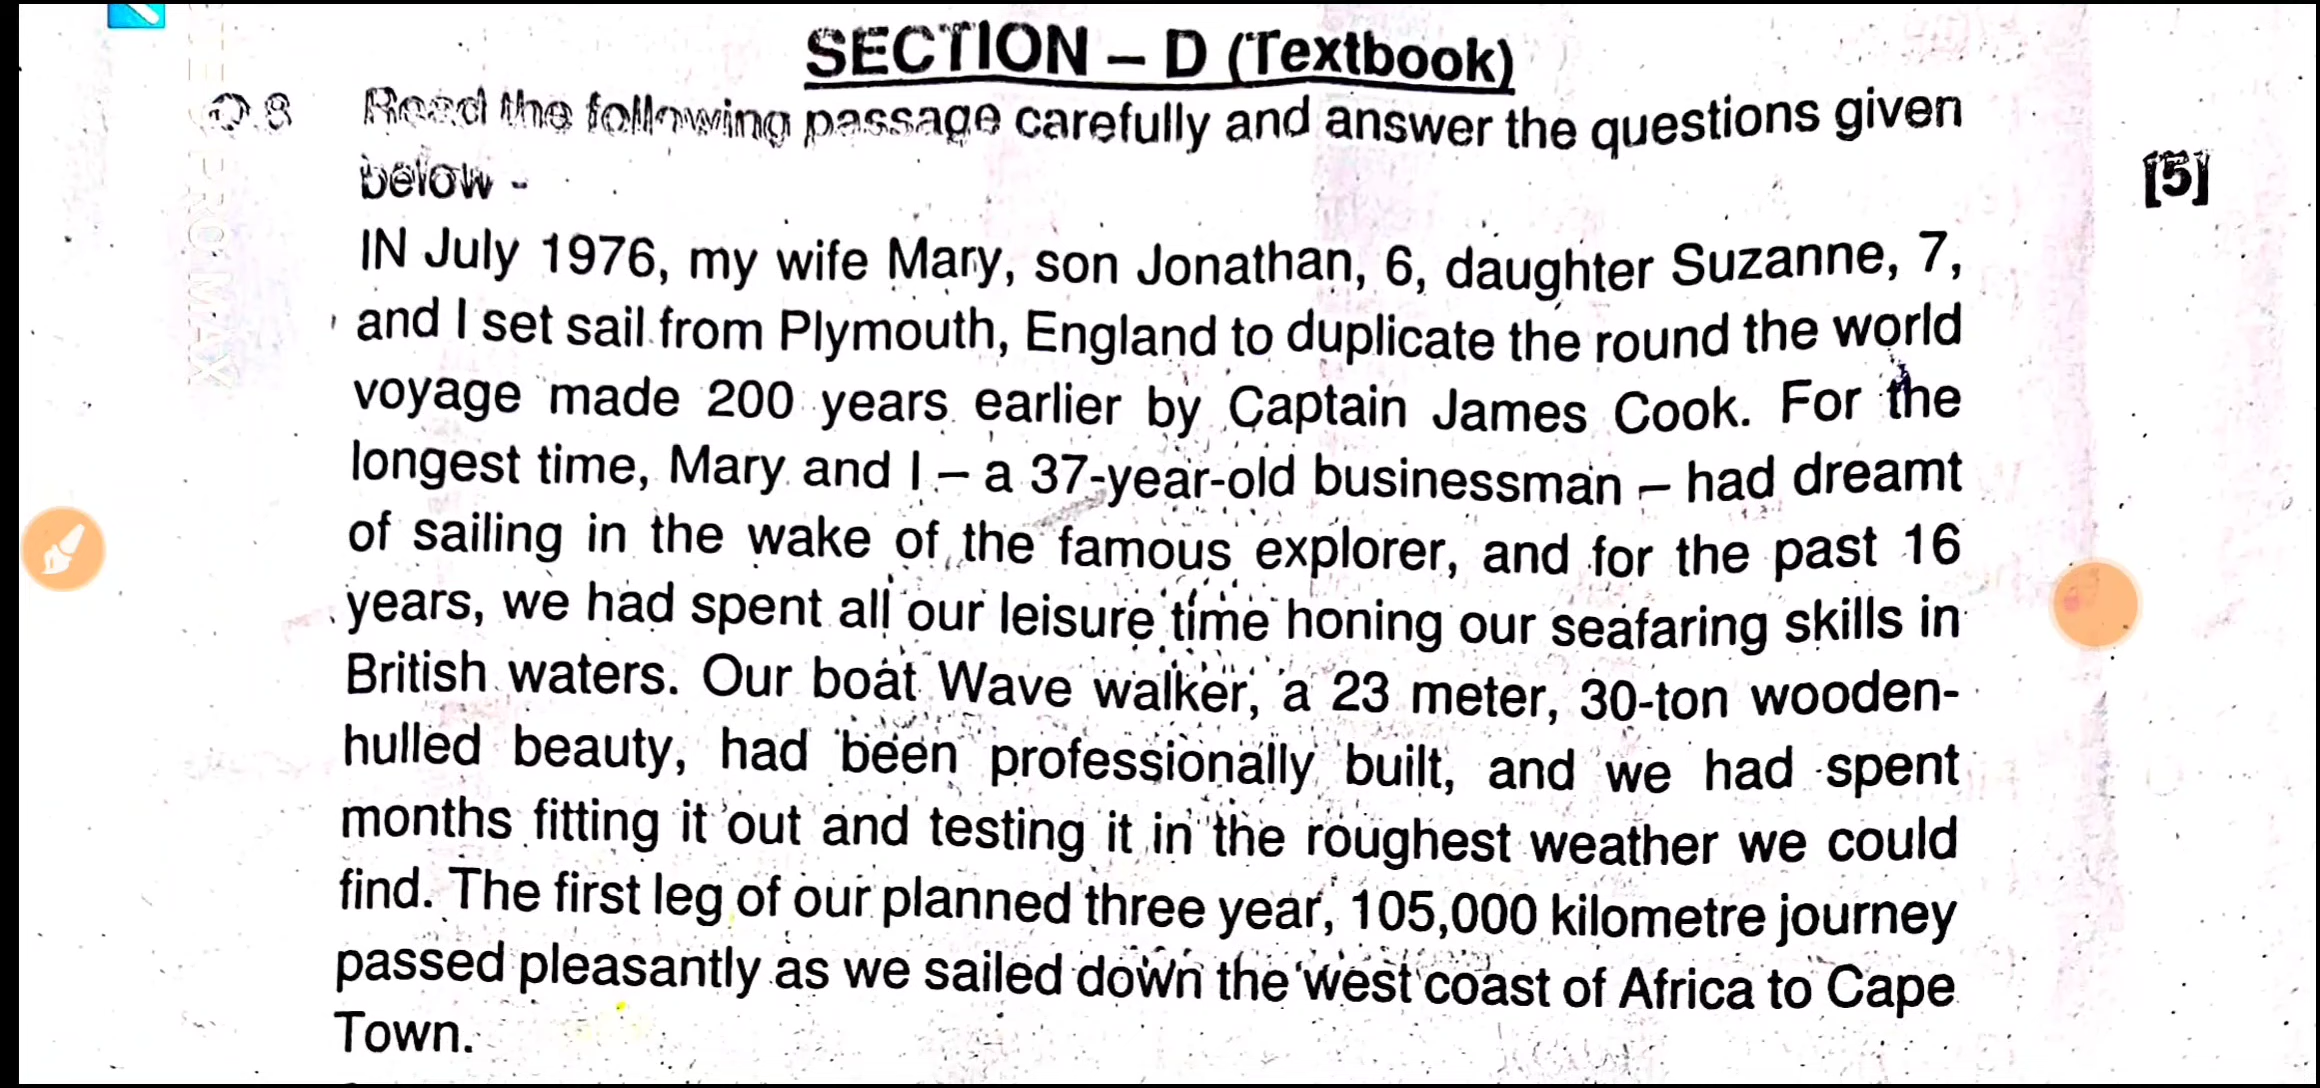 SECTION – D (Textbook)
Q.8 Read the following passage carefully and answer the questions given
below -
[5]
IN July 1976, my wife Mary, son Jonathan, 6, daughter Suzanne, 7,
and I set sail from Plymouth, England to duplicate the round the world
voyage made 200 years earlier by Captain James Cook. For the
longest time, Mary and I – a 37-year-old businessman – had dreamt
of sailing in the wake of the famous explorer, and for the past 16
years, we had spent all our leisure time honing our seafaring skills in
British waters. Our boat Wave walker, a 23 meter, 30-ton wooden-
hulled beauty, had been professionally built, and we had spent
months fitting it out and testing it in the roughest weather we could
find. The first leg of our planned three year, 105,000 kilometre journey
passed pleasantly as we sailed down the west coast of Africa to Cape
Town.
PRO MAX